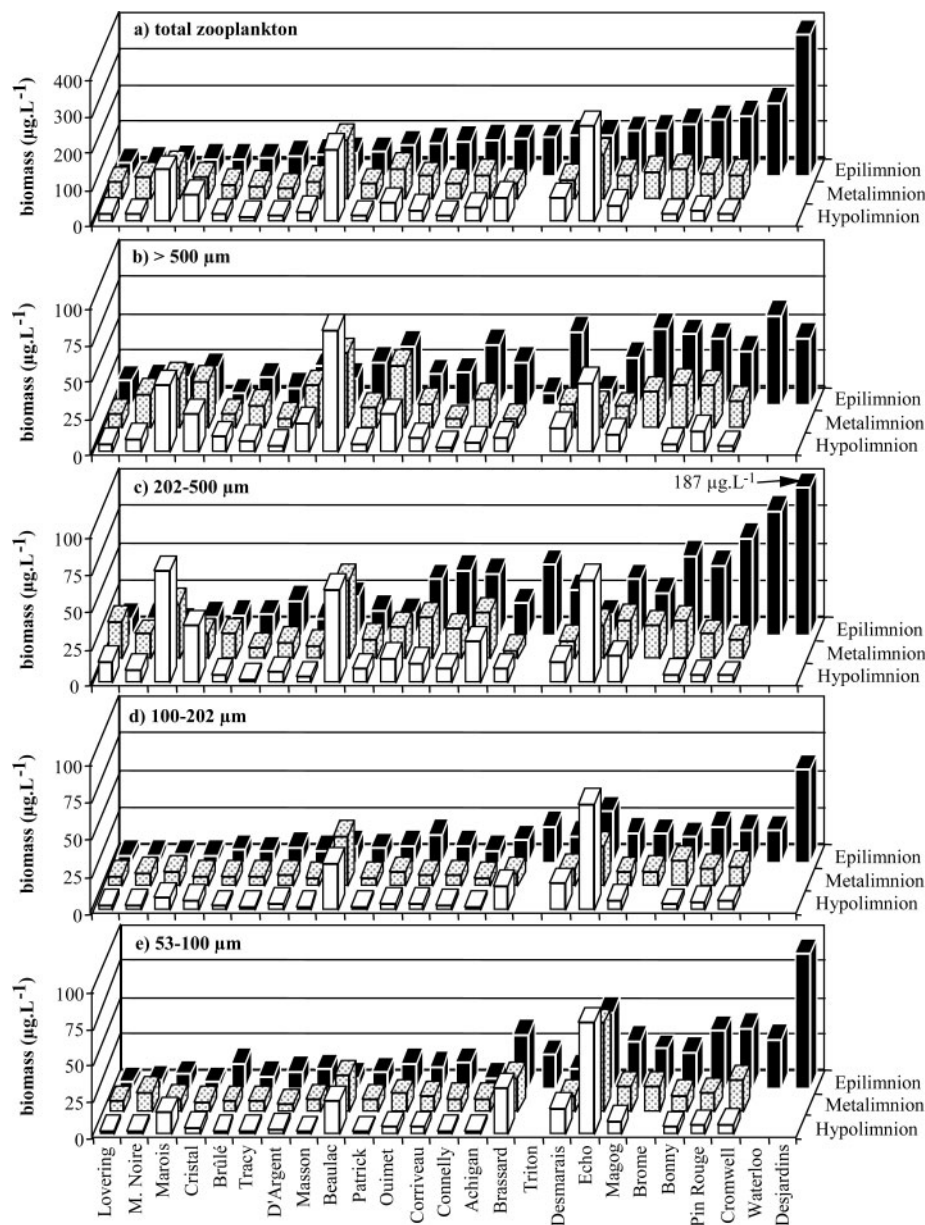 a) total zooplankton
biomass (µg.L⁻¹)
400
300
200
100
0
Epilimnion
Metalimnion
Hypolimnion
b) > 500 µm
biomass (µg.L⁻¹)
100
75
50
25
0
Epilimnion
Metalimnion
Hypolimnion
c) 202-500 µm
187 µg.L⁻¹
biomass (µg.L⁻¹)
100
75
50
25
0
Epilimnion
Metalimnion
Hypolimnion
d) 100-202 µm
biomass (µg.L⁻¹)
100
75
50
25
0
Epilimnion
Metalimnion
Hypolimnion
e) 53-100 µm
biomass (µg.L⁻¹)
100
75
50
25
0
Epilimnion
Metalimnion
Hypolimnion
Lovering
M. Noire
Marois
Cristal
Brûlé
Tracy
D'Argent
Masson
Beaulac
Patrick
Ouimet
Corriveau
Connelly
Achigan
Brassard
Triton
Desmarais
Echo
Magog
Brome
Bonny
Pin Rouge
Cromwell
Waterloo
Desjardins